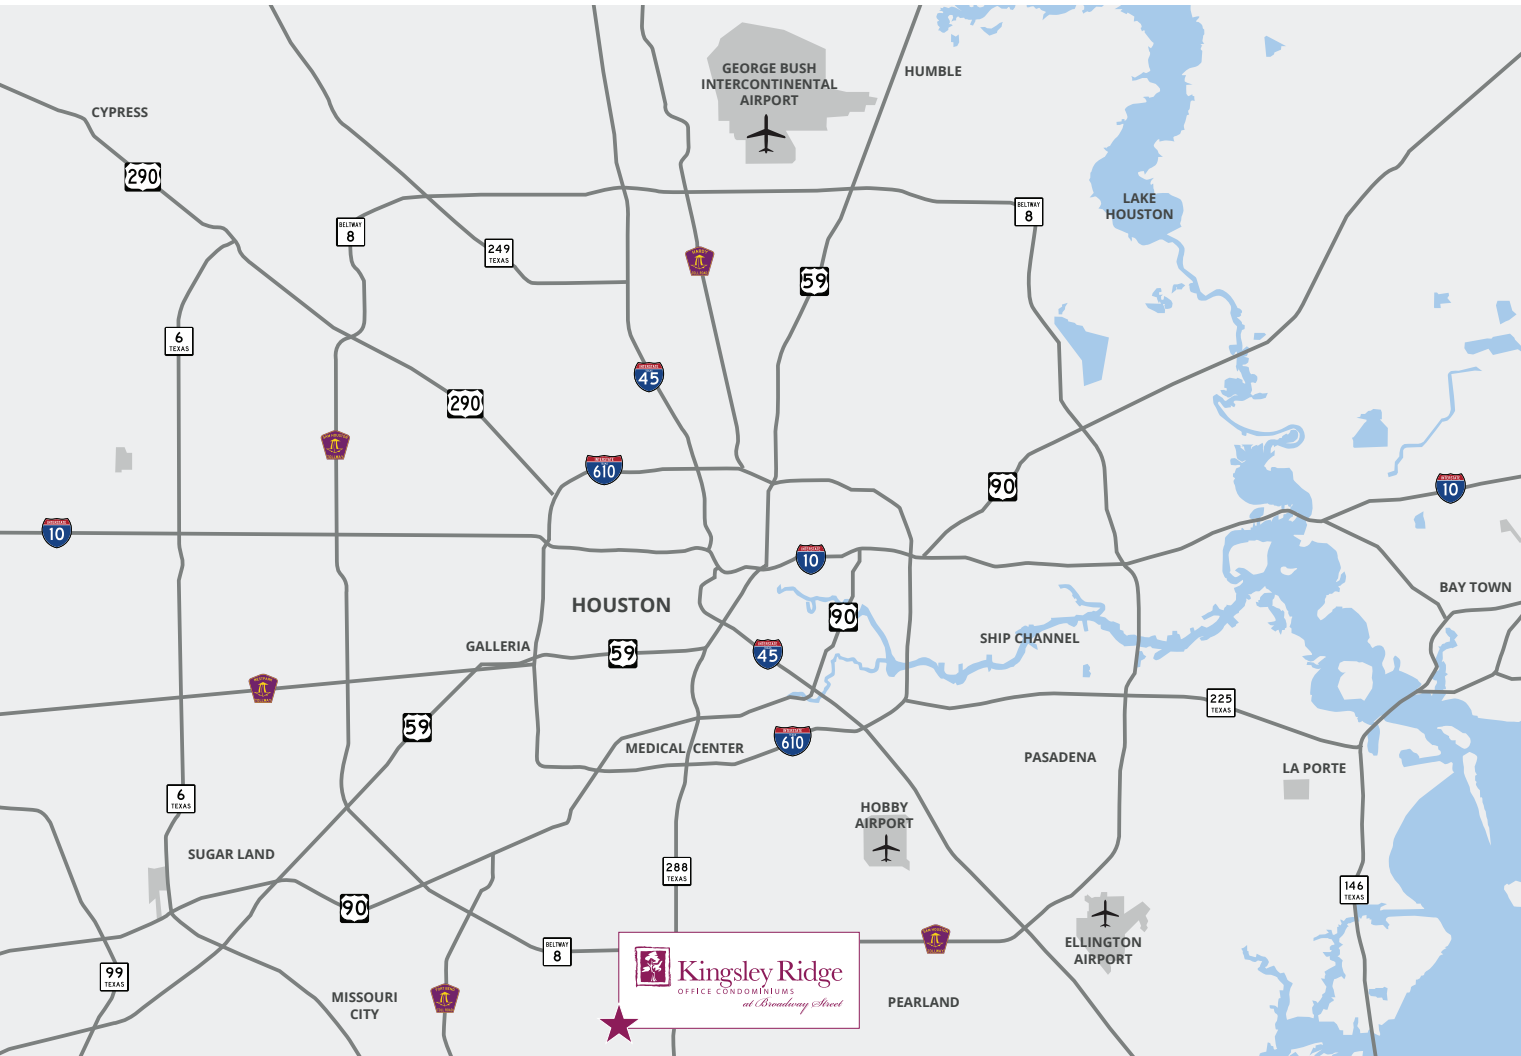 GEORGE BUSH
INTERCONTINENTAL
AIRPORT
HUMBLE
CYPRESS
290
LAKE
HOUSTON
BELTWAY
8
BELTWAY
8
249
TEXAS
HARDY
59
6
TEXAS
45
290
610
90
10
10
10
BAY TOWN
HOUSTON
90
SHIP CHANNEL
GALLERIA
59
45
WESTPARK
225
TEXAS
59
610
MEDICAL CENTER
PASADENA
LA PORTE
6
TEXAS
HOBBY
AIRPORT
SUGAR LAND
288
TEXAS
146
TEXAS
90
BELTWAY
8
ELLINGTON
AIRPORT
99
TEXAS
Kingsley Ridge
OFFICE CONDOMINIUMS
at Broadway Street
MISSOURI
CITY
PEARLAND